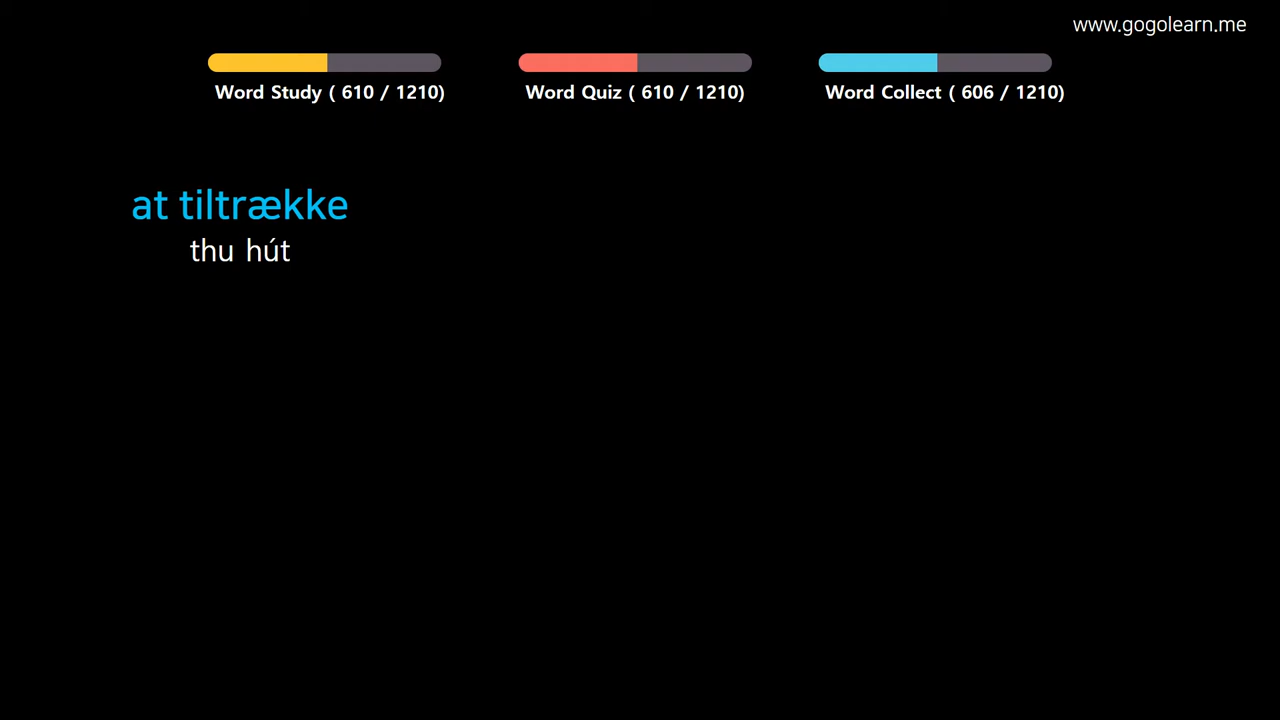 www.gogolearn.me
Word Study ( 610 / 1210)
Word Quiz ( 610 / 1210)
Word Collect ( 606 / 1210)
at tiltrække
thu hút